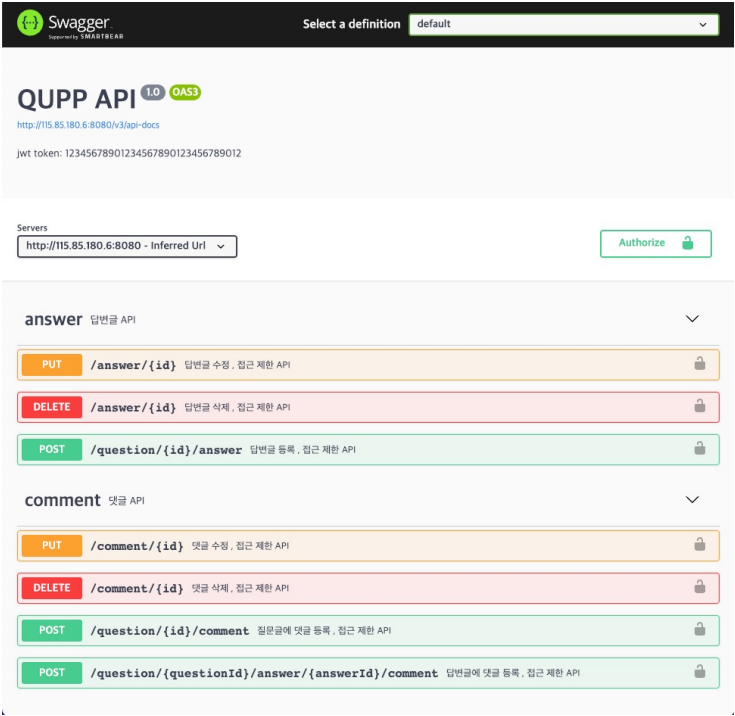 Swagger.
Supported by SMARTBEAR
Select a definition
default
QUPP API 1.0 OAS3
http://115.85.180.6:8080/v3/api-docs
jwt token: 12345678901234567890123456789012
Servers
http://115.85.180.6:8080 - Inferred Url
Authorize
answer 답변글 API
PUT /answer/{id} 답변글 수정 , 접근 제한 API
DELETE /answer/{id} 답변글 삭제 , 접근 제한 API
POST /question/{id}/answer 답변글 등록 , 접근 제한 API
comment 댓글 API
PUT /comment/{id} 댓글 수정 , 접근 제한 API
DELETE /comment/{id} 댓글 삭제 , 접근 제한 API
POST /question/{id}/comment 질문글에 댓글 등록 , 접근 제한 API
POST /question/{questionId}/answer/{answerId}/comment 답변글에 댓글 등록 , 접근 제한 API